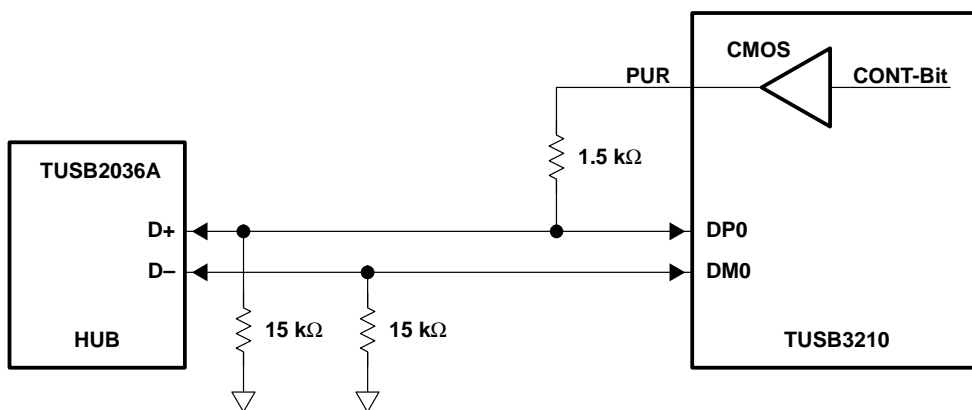 CMOS
PUR
CONT-Bit
1.5 kΩ
TUSB2036A
D+
DP0
D–
DM0
15 kΩ
15 kΩ
HUB
TUSB3210